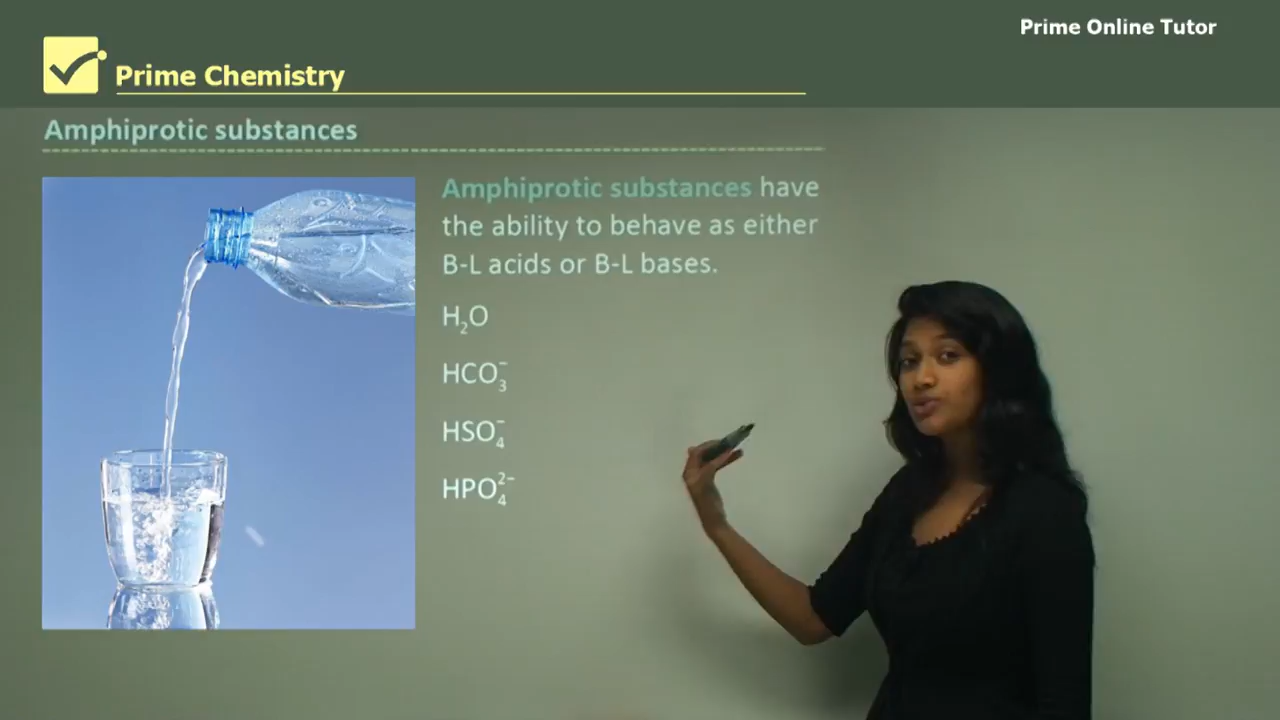 Prime Online Tutor
Prime Chemistry
Amphiprotic substances
Amphiprotic substances have
the ability to behave as either
B-L acids or B-L bases.
H₂O
HCO₃⁻
HSO₄⁻
HPO₄²⁻